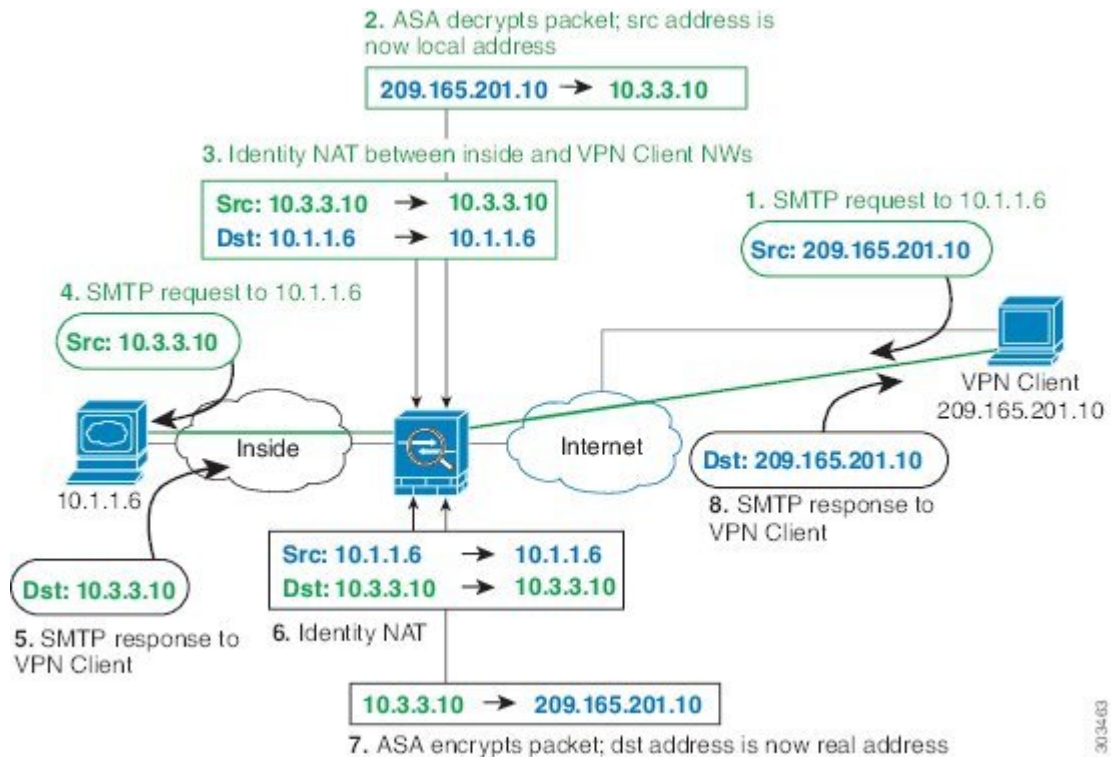 2. ASA decrypts packet; src address is
now local address
209.165.201.10 → 10.3.3.10
3. Identity NAT between inside and VPN Client NWs
Src: 10.3.3.10 → 10.3.3.10
Dst: 10.1.1.6 → 10.1.1.6
1. SMTP request to 10.1.1.6
Src: 209.165.201.10
4. SMTP request to 10.1.1.6
Src: 10.3.3.10
VPN Client
209.165.201.10
Inside
Internet
10.1.1.6
Dst: 209.165.201.10
8. SMTP response to
VPN Client
Src: 10.1.1.6 → 10.1.1.6
Dst: 10.3.3.10 → 10.3.3.10
6. Identity NAT
Dst: 10.3.3.10
5. SMTP response to
VPN Client
10.3.3.10 → 209.165.201.10
7. ASA encrypts packet; dst address is now real address
303463